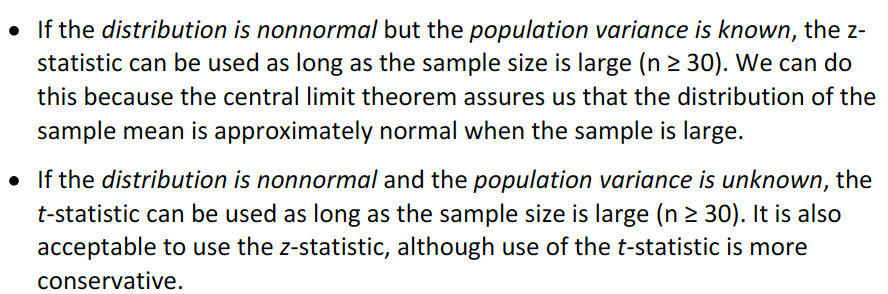 • If the distribution is nonnormal but the population variance is known, the z-
statistic can be used as long as the sample size is large (n ≥ 30). We can do
this because the central limit theorem assures us that the distribution of the
sample mean is approximately normal when the sample is large.
• If the distribution is nonnormal and the population variance is unknown, the
t-statistic can be used as long as the sample size is large (n ≥ 30). It is also
acceptable to use the z-statistic, although use of the t-statistic is more
conservative.